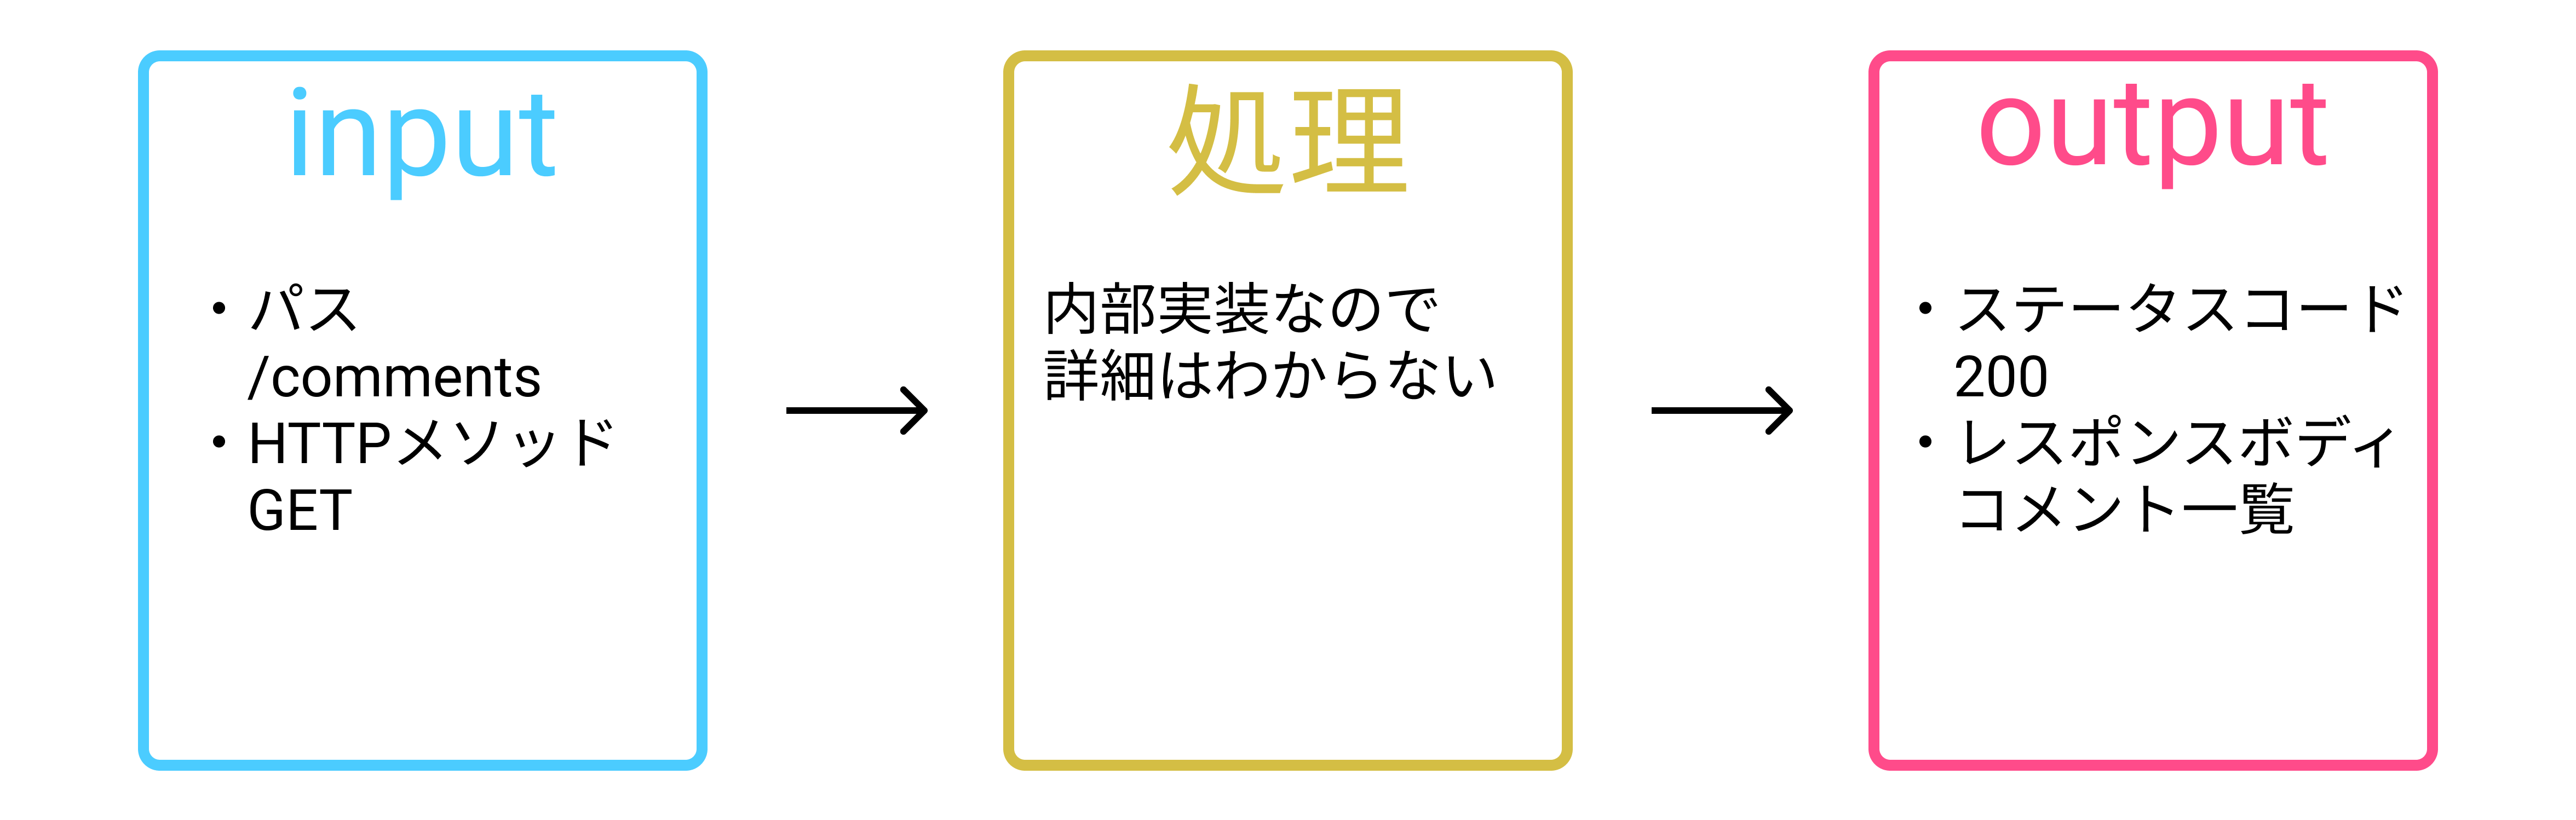 input
・パス
/comments
・HTTPメソッド
GET
処理
内部実装なので
詳細はわからない
output
・ステータスコード
200
・レスポンスボディ
コメント一覧